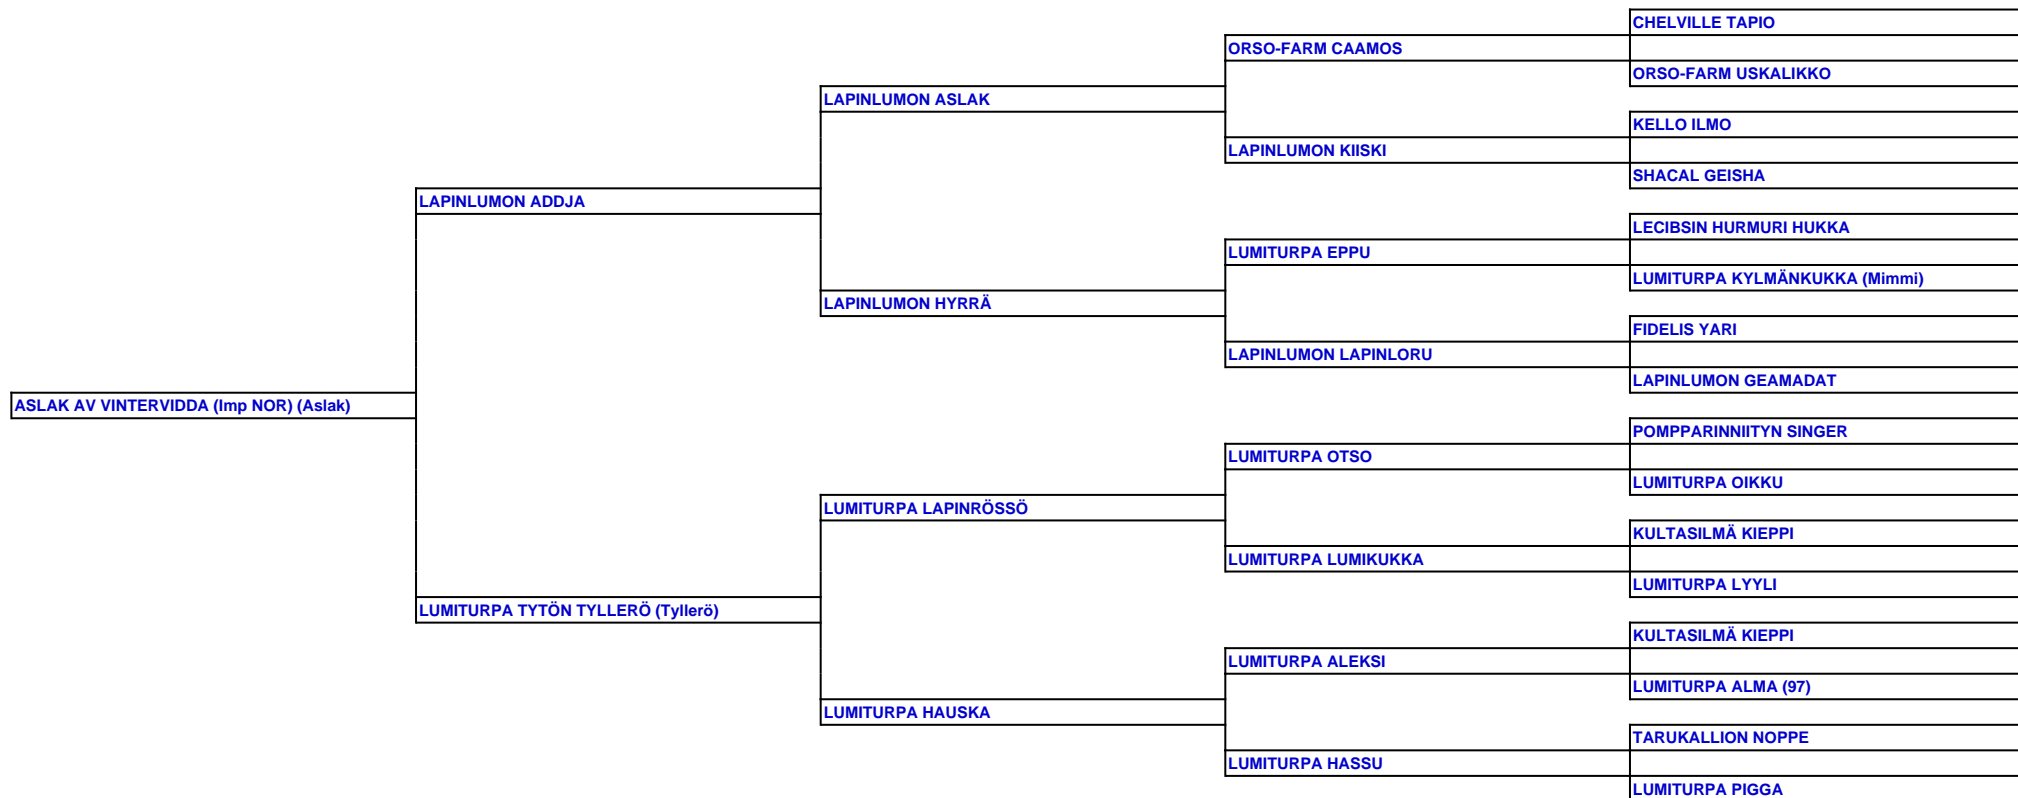 CHELVILLE TAPIO
ORSO-FARM CAAMOS
ORSO-FARM USKALIKKO
LAPINLUMON ASLAK
KELLO ILMO
LAPINLUMON KIISKI
SHACAL GEISHA
LAPINLUMON ADDJA
LECIBSIN HURMURI HUKKA
LUMITURPA EPPU
LUMITURPA KYLMÄNKUKKA (Mimmi)
LAPINLUMON HYRRÄ
FIDELIS YARI
LAPINLUMON LAPINLORU
LAPINLUMON GEAMADAT
ASLAK AV VINTERVIDDA (Imp NOR) (Aslak)
POMPPARINNIITYN SINGER
LUMITURPA OTSO
LUMITURPA OIKKU
LUMITURPA LAPINRÖSSÖ
KULTASILMÄ KIEPPI
LUMITURPA LUMIKUKKA
LUMITURPA LYYLI
LUMITURPA TYTÖN TYLLERÖ (Tyllerö)
KULTASILMÄ KIEPPI
LUMITURPA ALEKSI
LUMITURPA ALMA (97)
LUMITURPA HAUSKA
TARUKALLION NOPPE
LUMITURPA HASSU
LUMITURPA PIGGA